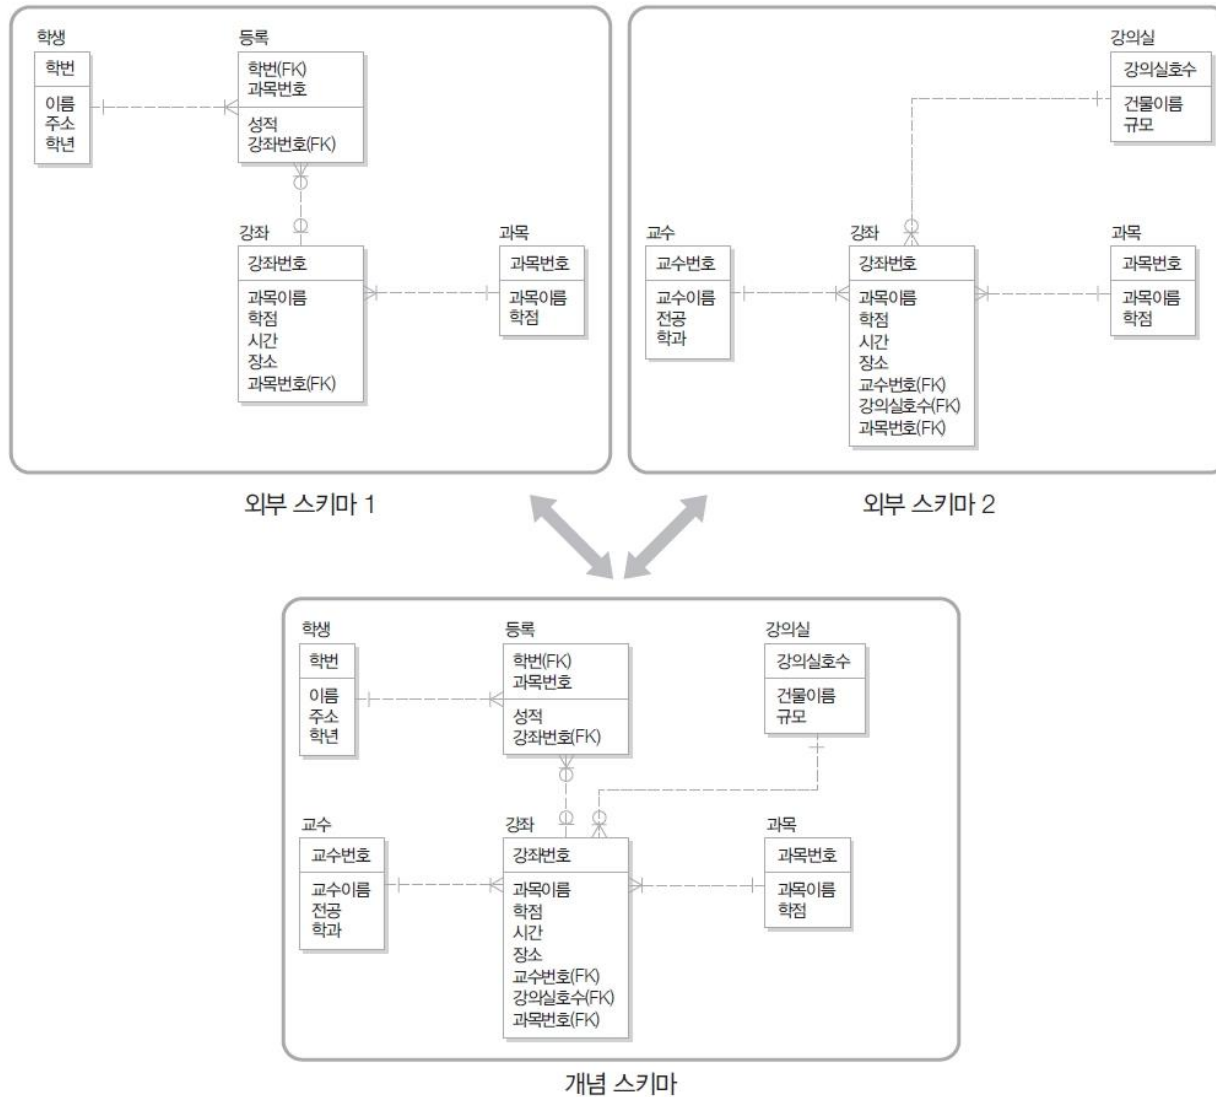 학생
학번
이름
주소
학년
등록
학번(FK)
과목번호
성적
강좌번호(FK)
강좌
강좌번호
과목이름
학점
시간
장소
과목번호(FK)
과목
과목번호
과목이름
학점
외부 스키마 1
강의실
강의실호수
건물이름
규모
교수
교수번호
교수이름
전공
학과
강좌
강좌번호
과목이름
학점
시간
장소
교수번호(FK)
강의실호수(FK)
과목번호(FK)
과목
과목번호
과목이름
학점
외부 스키마 2
학생
학번
이름
주소
학년
등록
학번(FK)
과목번호
성적
강좌번호(FK)
강의실
강의실호수
건물이름
규모
교수
교수번호
교수이름
전공
학과
강좌
강좌번호
과목이름
학점
시간
장소
교수번호(FK)
강의실호수(FK)
과목번호(FK)
과목
과목번호
과목이름
학점
개념 스키마